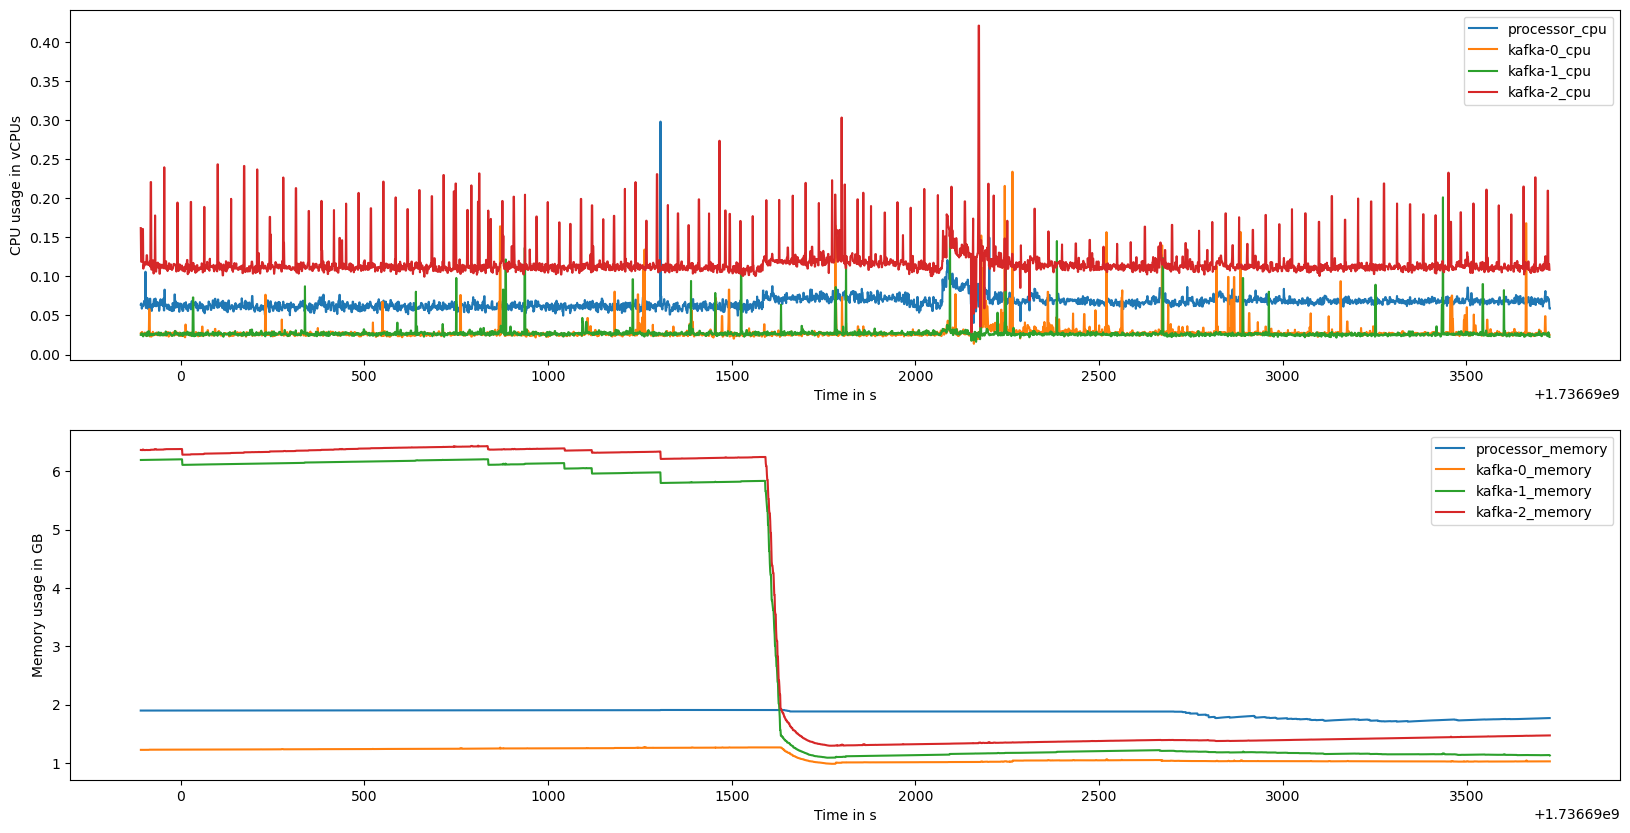 CPU usage in vCPUs
0.40
0.35
0.30
0.25
0.20
0.15
0.10
0.05
0.00
processor_cpu
kafka-0_cpu
kafka-1_cpu
kafka-2_cpu
0 500 1000 1500 2000 2500 3000 3500
Time in s
+1.73669e9
Memory usage in GB
6
5
4
3
2
1
processor_memory
kafka-0_memory
kafka-1_memory
kafka-2_memory
0 500 1000 1500 2000 2500 3000 3500
Time in s
+1.73669e9